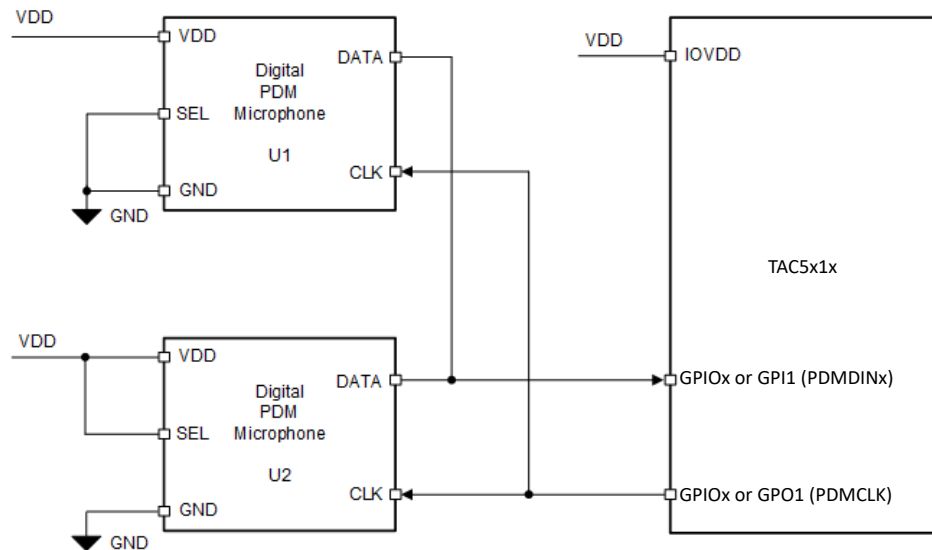 VDD
VDD
DATA
Digital
PDM
Microphone
SEL
U1
CLK
GND
GND
VDD
IOVDD
TAC5x1x
VDD
VDD
DATA
Digital
PDM
Microphone
SEL
U2
CLK
GND
GND
GPIOx or GPI1 (PDMDINx)
GPIOx or GPO1 (PDMCLK)